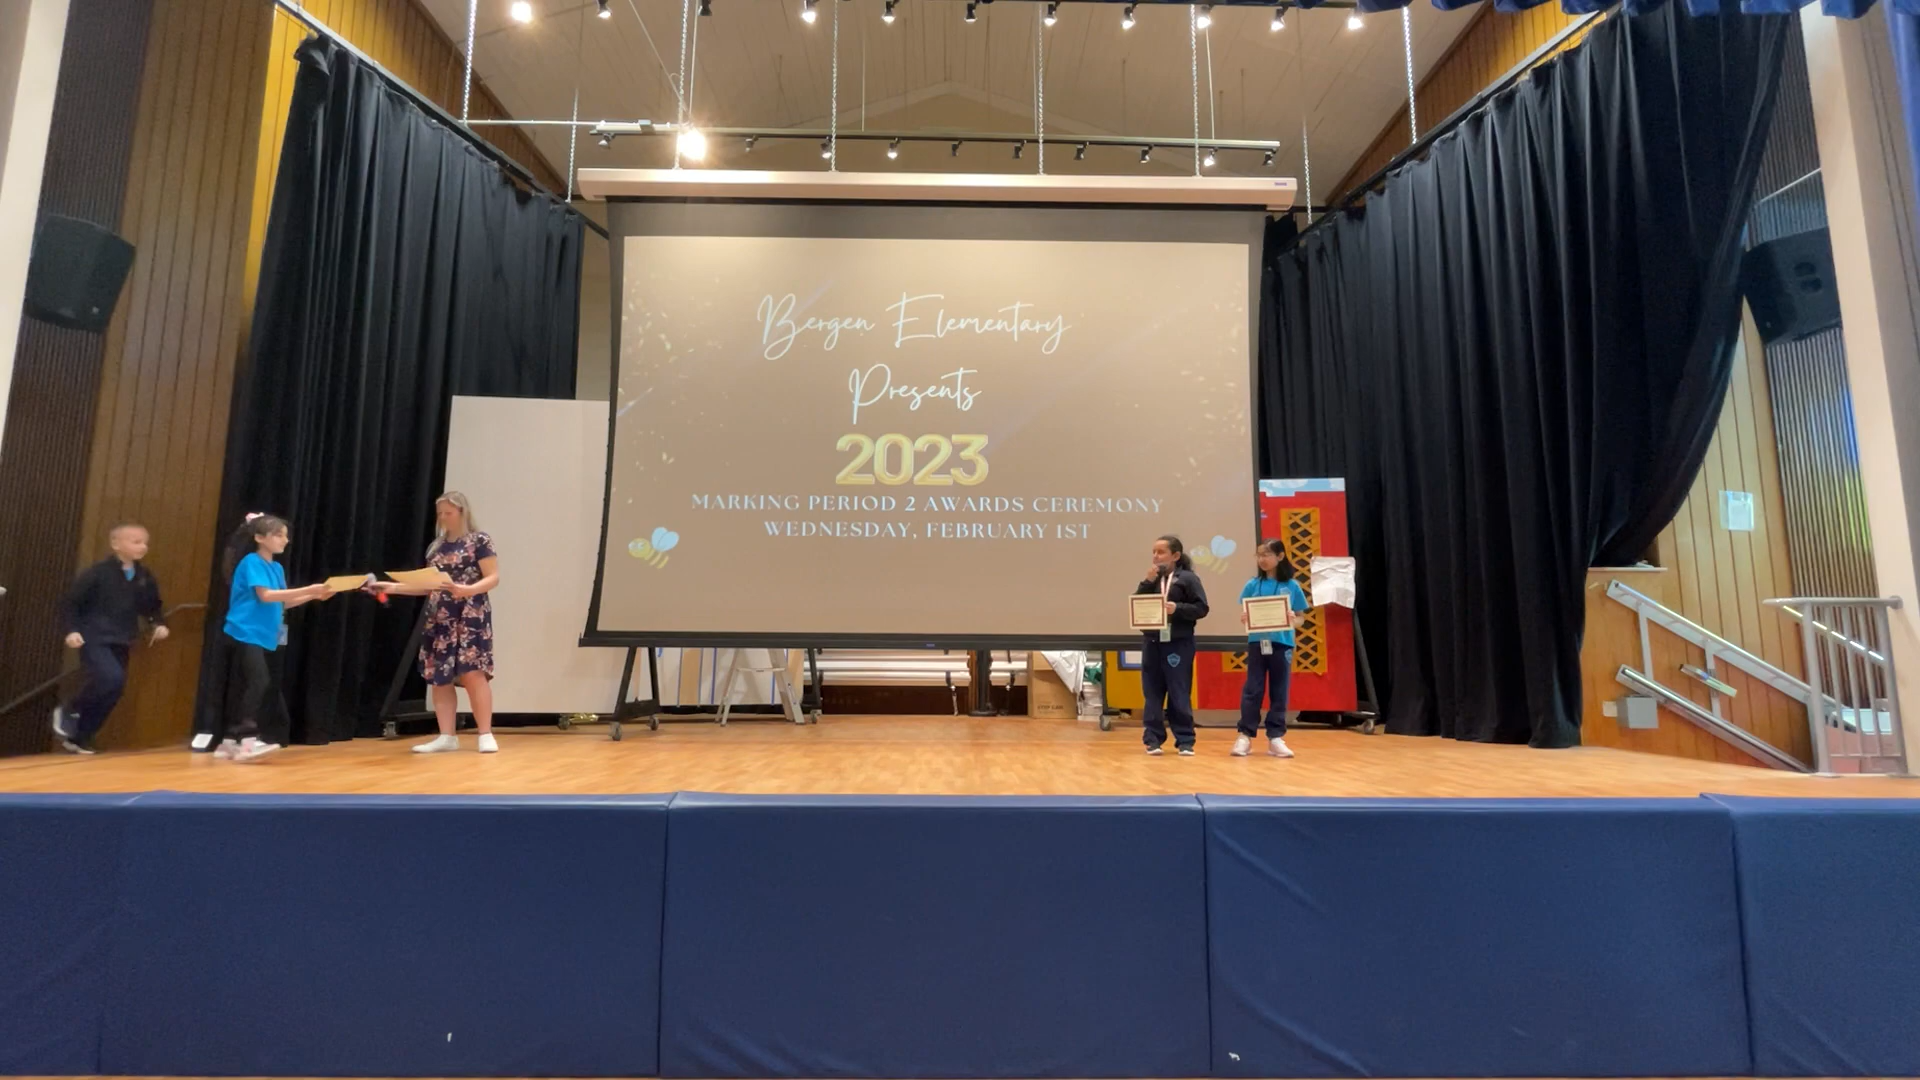 Bergen Elementary
Presents
2023
MARKING PERIOD 2 AWARDS CEREMONY
WEDNESDAY, FEBRUARY 1ST